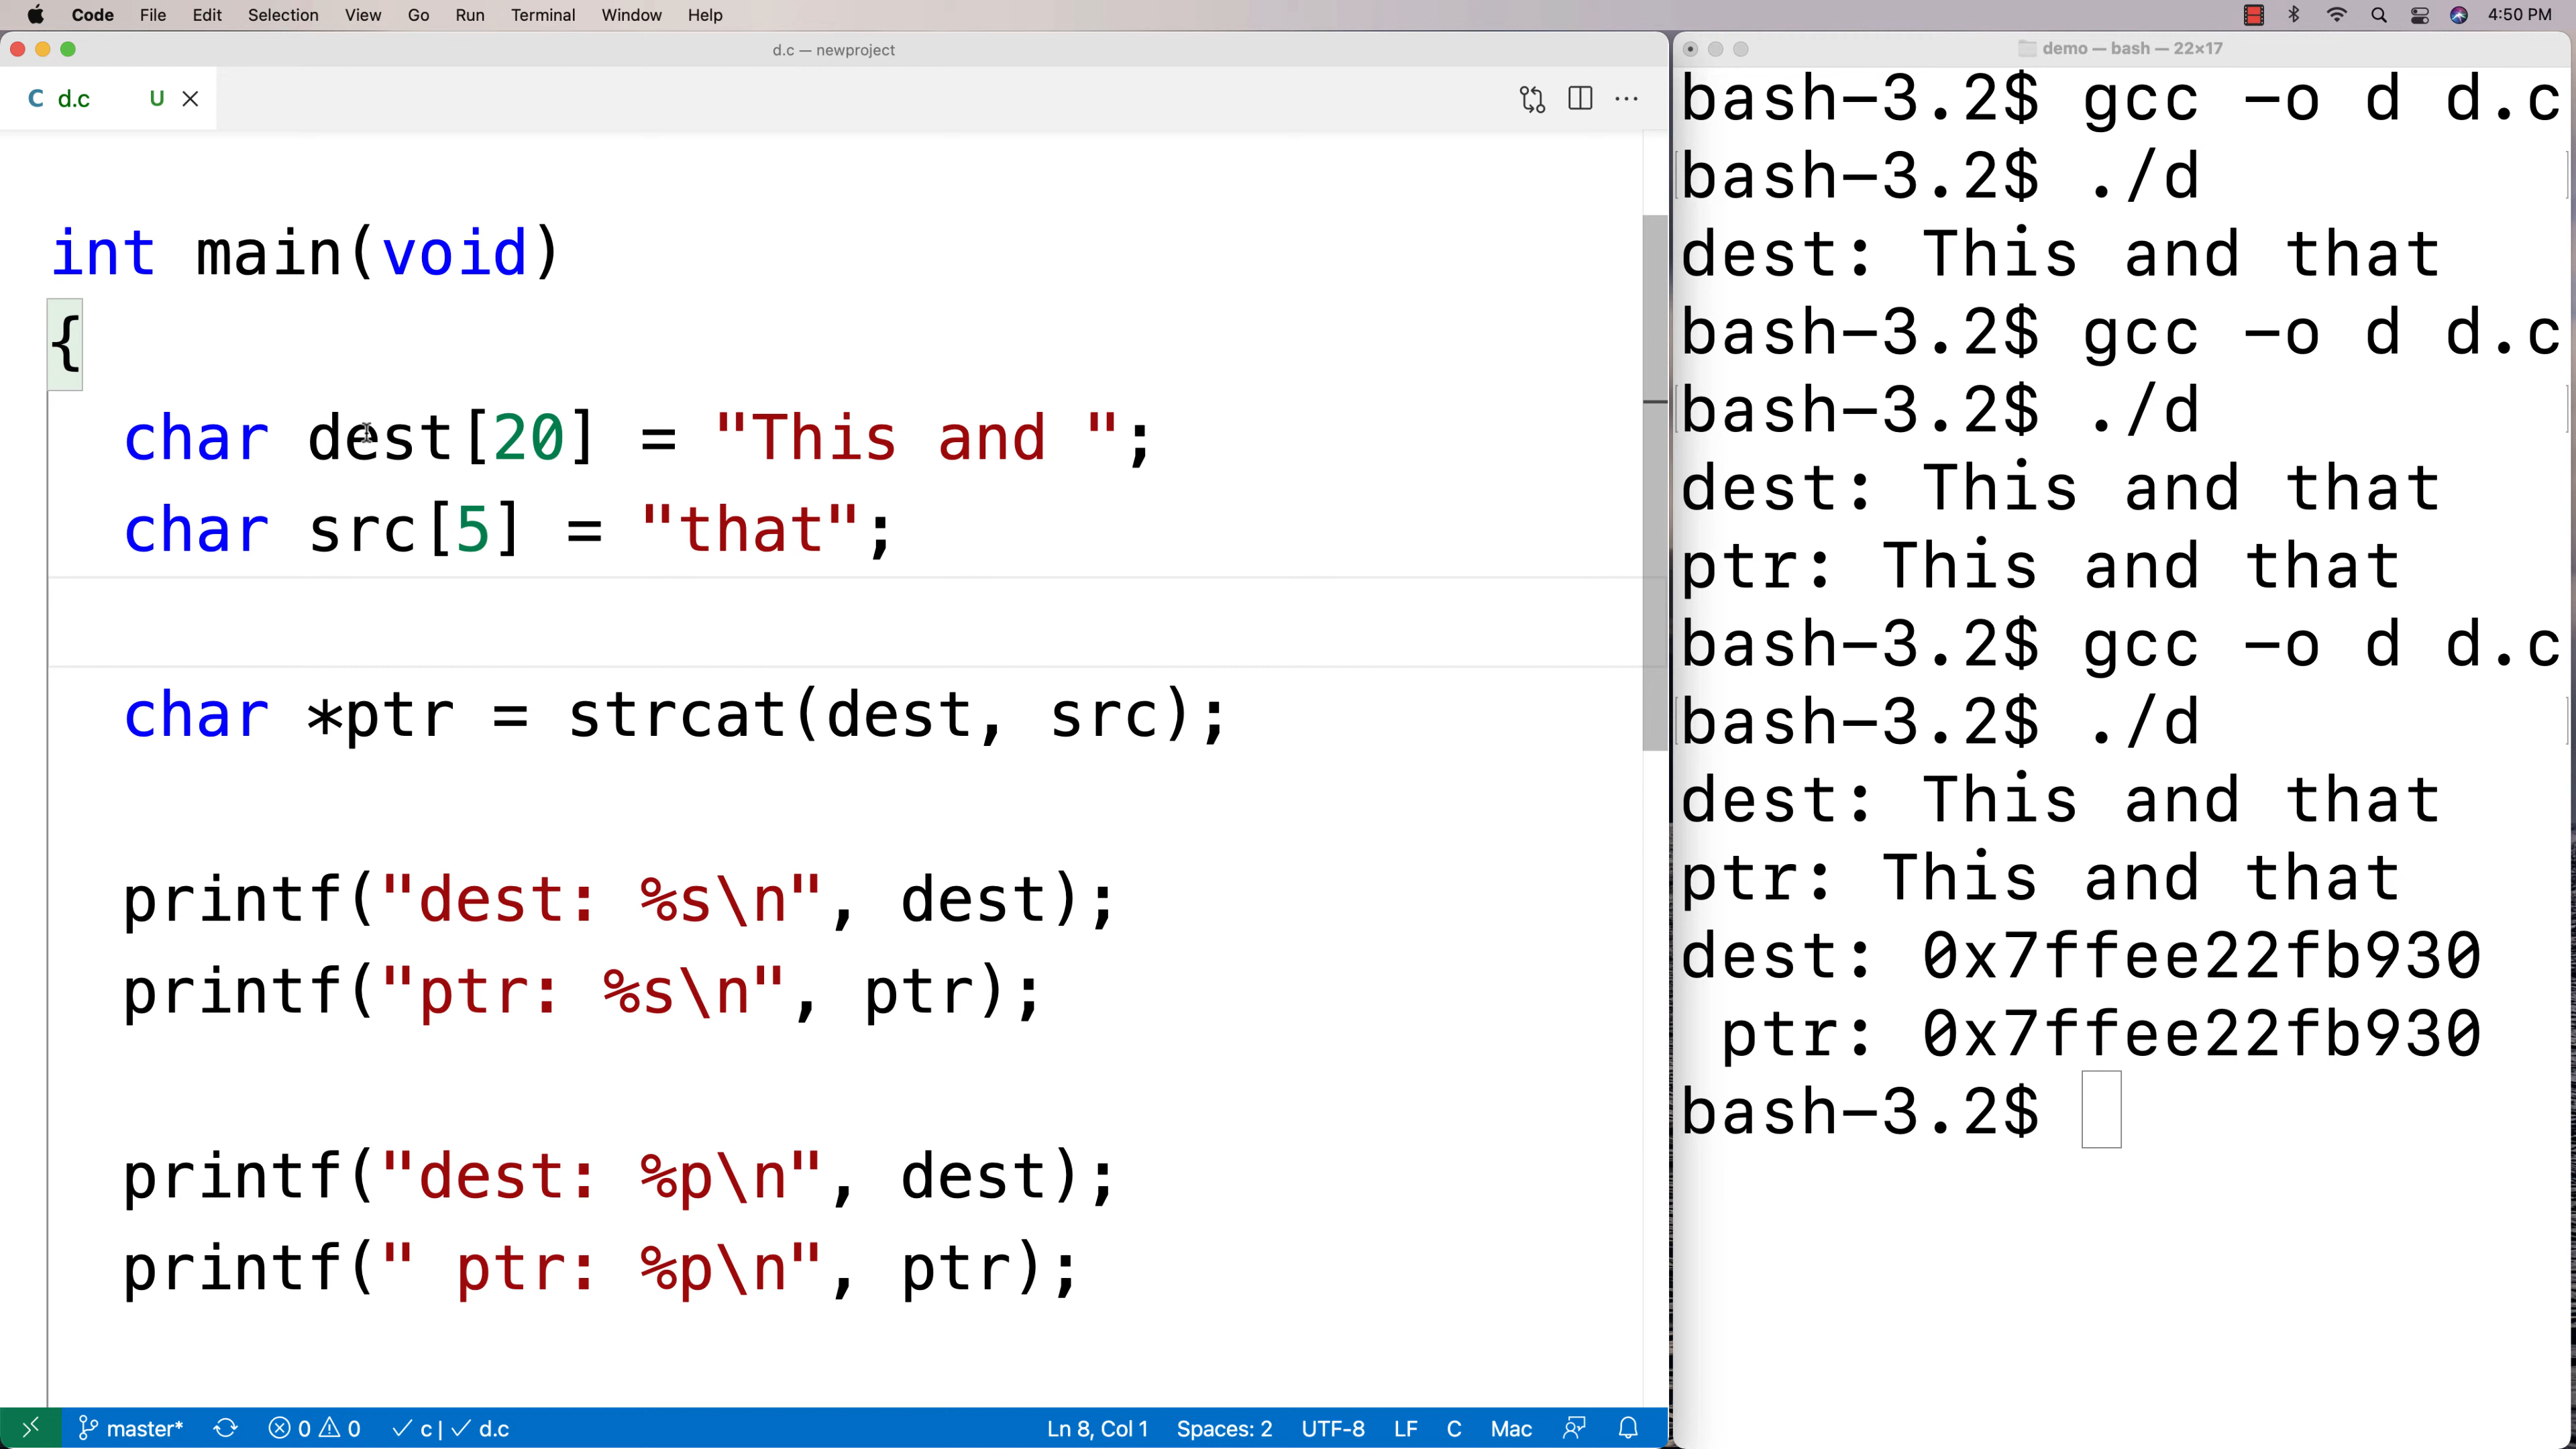 Code File Edit Selection View Go Run Terminal Window Help 4:50 PM
d.c — newproject
C d.c U
int main(void)
{
  char dest[20] = "This and ";
  char src[5] = "that";
  char *ptr = strcat(dest, src);
  printf("dest: %s\n", dest);
  printf("ptr: %s\n", ptr);
  printf("dest: %p\n", dest);
  printf(" ptr: %p\n", ptr);
master* 0 0 c | d.c Ln 8, Col 1 Spaces: 2 UTF-8 LF C Mac
demo — bash — 22×17
bash-3.2$ gcc -o d d.c
bash-3.2$ ./d
dest: This and that
bash-3.2$ gcc -o d d.c
bash-3.2$ ./d
dest: This and that
ptr: This and that
bash-3.2$ gcc -o d d.c
bash-3.2$ ./d
dest: This and that
ptr: This and that
dest: 0x7ffee22fb930
 ptr: 0x7ffee22fb930
bash-3.2$